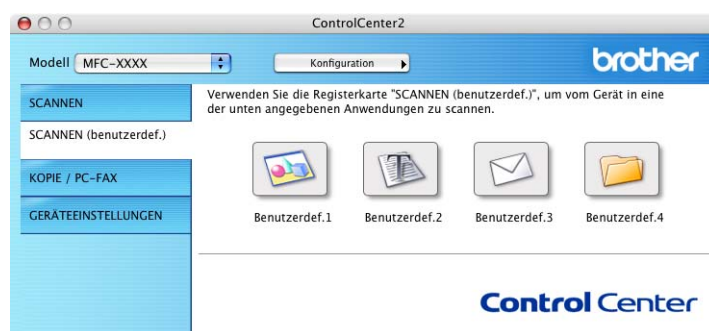 ControlCenter2
Modell MFC-XXXX Konfiguration brother
SCANNEN
SCANNEN (benutzerdef.)
KOPIE / PC-FAX
GERÄTEEINSTELLUNGEN
Verwenden Sie die Registerkarte "SCANNEN (benutzerdef.)", um vom Gerät in eine
der unten angegebenen Anwendungen zu scannen.
Benutzerdef.1 Benutzerdef.2 Benutzerdef.3 Benutzerdef.4
Control Center